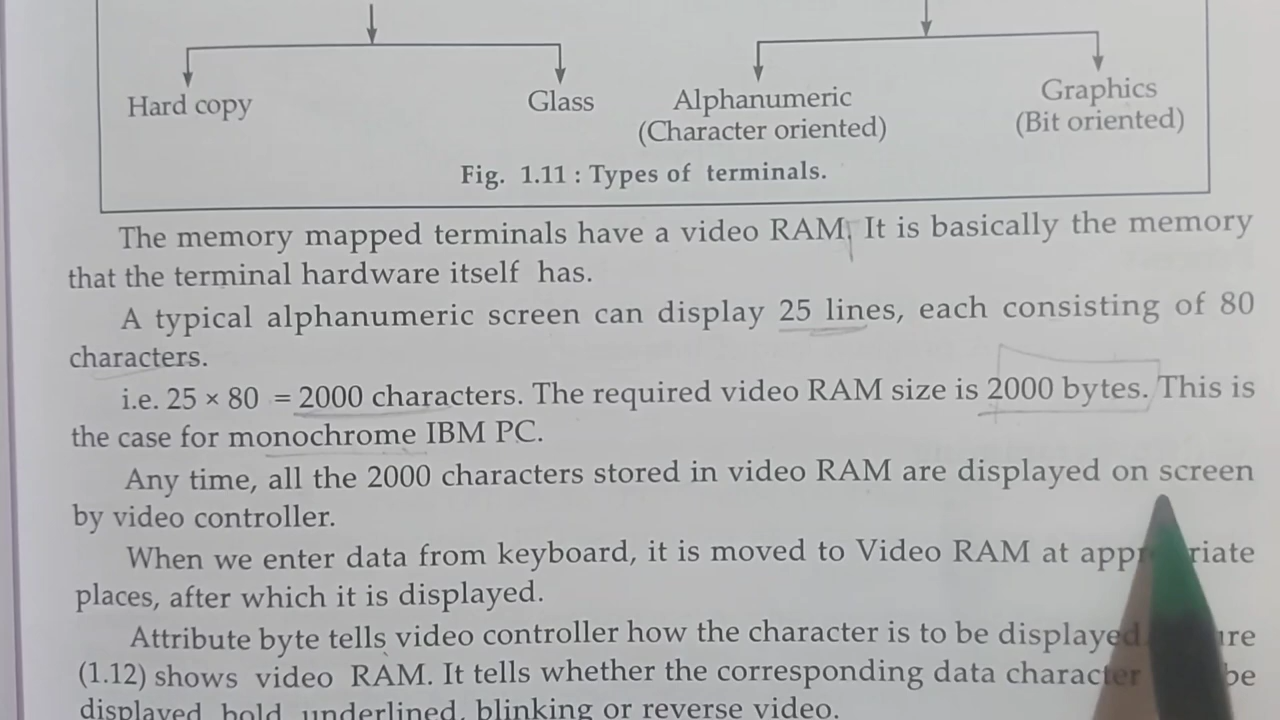 Hard copy
Glass
Alphanumeric
(Character oriented)
Graphics
(Bit oriented)
Fig. 1.11 : Types of terminals.
The memory mapped terminals have a video RAM. It is basically the memory
that the terminal hardware itself has.
A typical alphanumeric screen can display 25 lines, each consisting of 80
characters.
i.e. 25 × 80 = 2000 characters. The required video RAM size is 2000 bytes. This is
the case for monochrome IBM PC.
Any time, all the 2000 characters stored in video RAM are displayed on screen
by video controller.
When we enter data from keyboard, it is moved to Video RAM at appropriate
places, after which it is displayed.
Attribute byte tells video controller how the character is to be displayed.
(1.12) shows video RAM. It tells whether the corresponding data character be
displayed bold, underlined, blinking or reverse video.